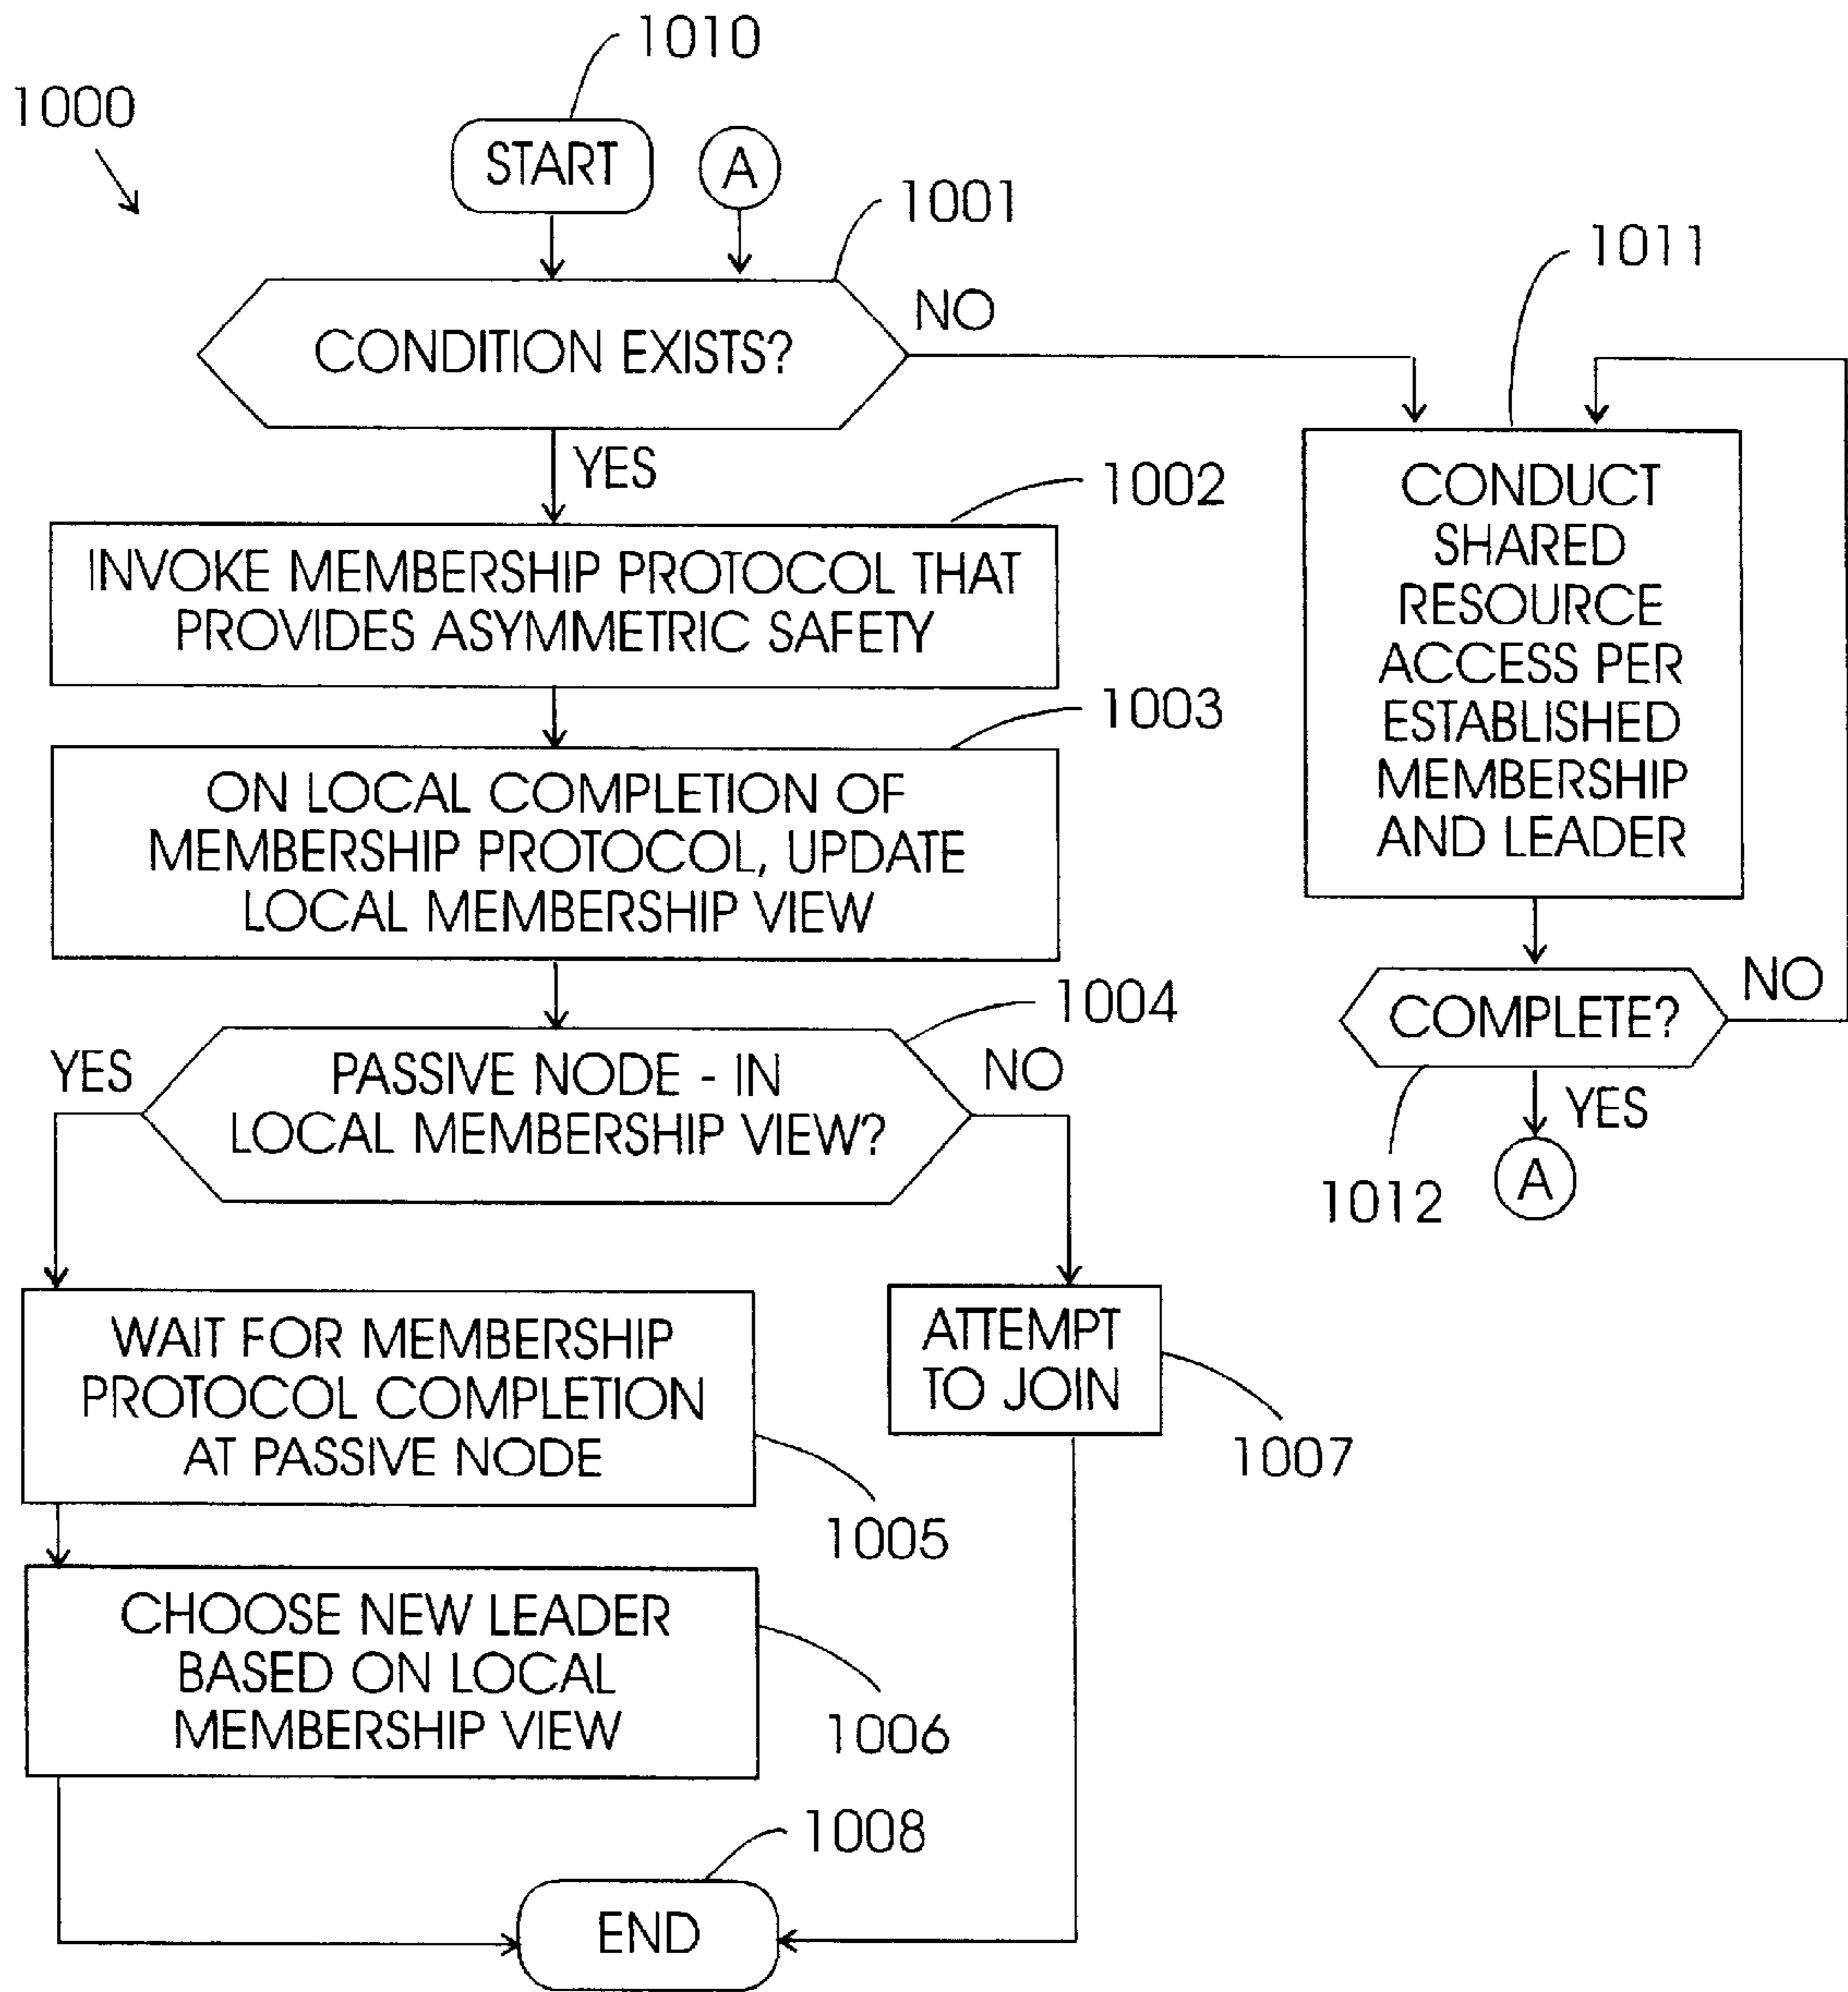 1010
1000
START
A
1001
1011
CONDITION EXISTS?
NO
YES
1002
INVOKE MEMBERSHIP PROTOCOL THAT
PROVIDES ASYMMETRIC SAFETY
1003
ON LOCAL COMPLETION OF
MEMBERSHIP PROTOCOL, UPDATE
LOCAL MEMBERSHIP VIEW
1004
YES
PASSIVE NODE - IN
LOCAL MEMBERSHIP VIEW?
NO
CONDUCT
SHARED
RESOURCE
ACCESS PER
ESTABLISHED
MEMBERSHIP
AND LEADER
COMPLETE?
NO
YES
1012
A
WAIT FOR MEMBERSHIP
PROTOCOL COMPLETION
AT PASSIVE NODE
1005
ATTEMPT
TO JOIN
1007
CHOOSE NEW LEADER
BASED ON LOCAL
MEMBERSHIP VIEW
1006
1008
END